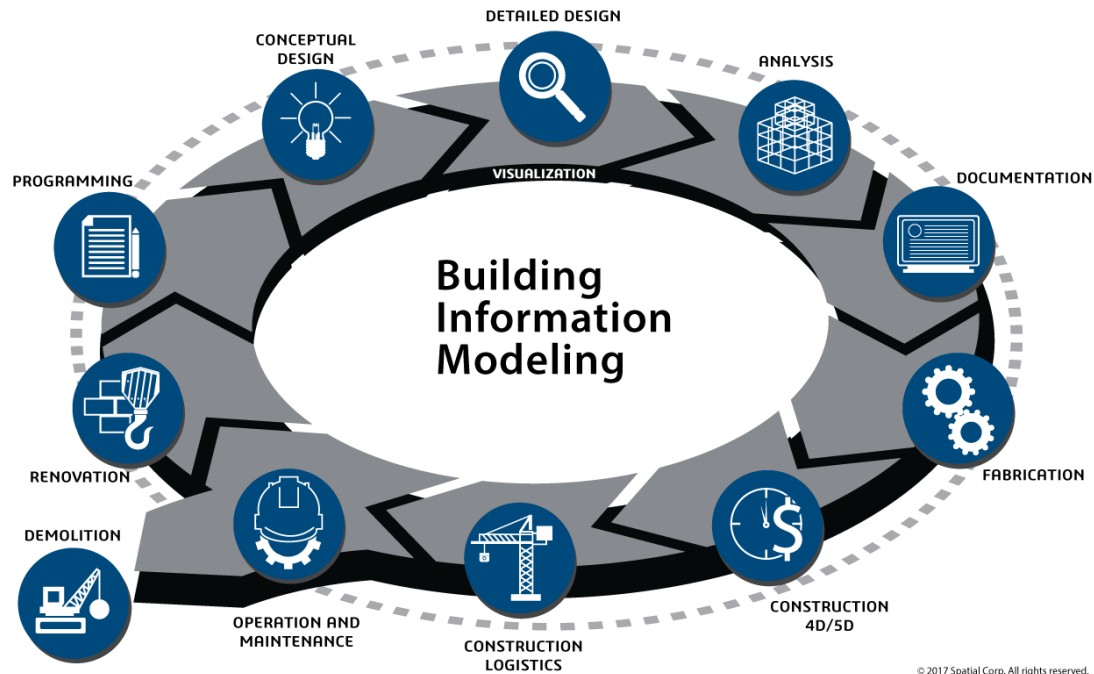 DETAILED DESIGN
CONCEPTUAL
DESIGN
ANALYSIS
PROGRAMMING
VISUALIZATION
DOCUMENTATION
Building
Information
Modeling
RENOVATION
FABRICATION
DEMOLITION
OPERATION AND
MAINTENANCE
CONSTRUCTION
LOGISTICS
CONSTRUCTION
4D/5D
$
© 2017 Spatial Corp. All rights reserved.